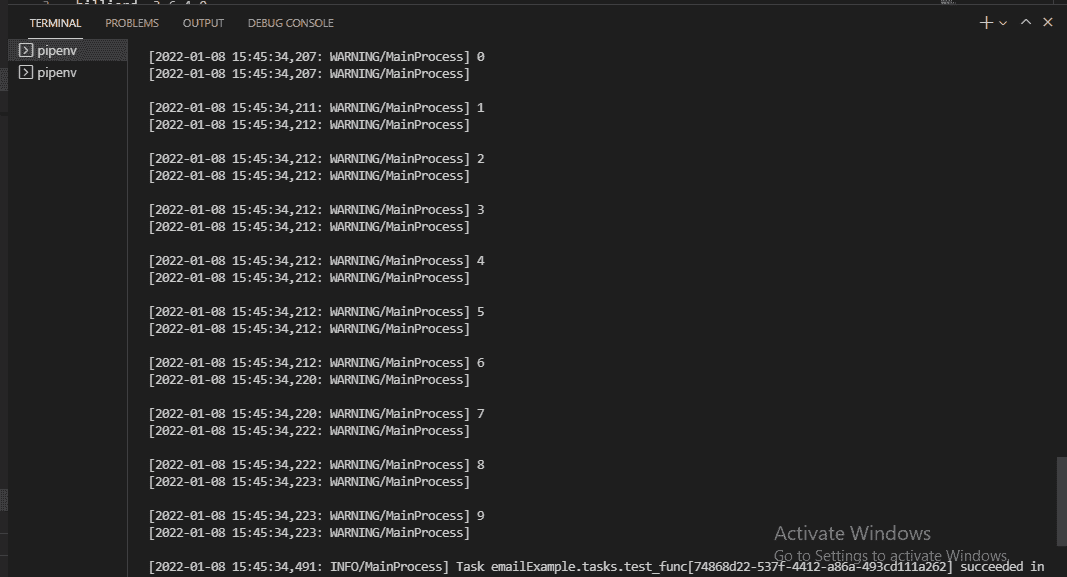 TERMINAL PROBLEMS OUTPUT DEBUG CONSOLE
pipenv
pipenv
[2022-01-08 15:45:34,207: WARNING/MainProcess] 0
[2022-01-08 15:45:34,207: WARNING/MainProcess]
[2022-01-08 15:45:34,211: WARNING/MainProcess] 1
[2022-01-08 15:45:34,212: WARNING/MainProcess]
[2022-01-08 15:45:34,212: WARNING/MainProcess] 2
[2022-01-08 15:45:34,212: WARNING/MainProcess]
[2022-01-08 15:45:34,212: WARNING/MainProcess] 3
[2022-01-08 15:45:34,212: WARNING/MainProcess]
[2022-01-08 15:45:34,212: WARNING/MainProcess] 4
[2022-01-08 15:45:34,212: WARNING/MainProcess]
[2022-01-08 15:45:34,212: WARNING/MainProcess] 5
[2022-01-08 15:45:34,212: WARNING/MainProcess]
[2022-01-08 15:45:34,212: WARNING/MainProcess] 6
[2022-01-08 15:45:34,220: WARNING/MainProcess]
[2022-01-08 15:45:34,220: WARNING/MainProcess] 7
[2022-01-08 15:45:34,222: WARNING/MainProcess]
[2022-01-08 15:45:34,222: WARNING/MainProcess] 8
[2022-01-08 15:45:34,223: WARNING/MainProcess]
[2022-01-08 15:45:34,223: WARNING/MainProcess] 9
[2022-01-08 15:45:34,223: WARNING/MainProcess]
Activate Windows
Go to Settings to activate Windows.
[2022-01-08 15:45:34,491: INFO/MainProcess] Task emailExample.tasks.test_func[74868d22-537f-4412-a86a-493cd111a262] succeeded in